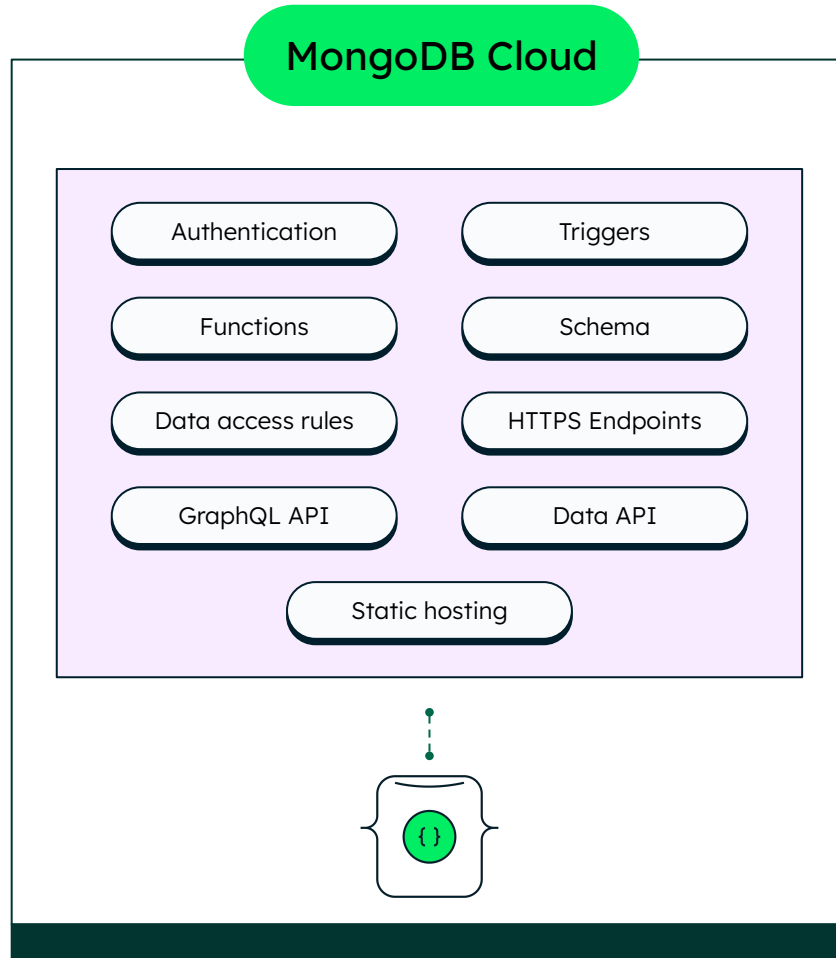 MongoDB Cloud
Authentication
Triggers
Functions
Schema
Data access rules
HTTPS Endpoints
GraphQL API
Data API
Static hosting
{ }